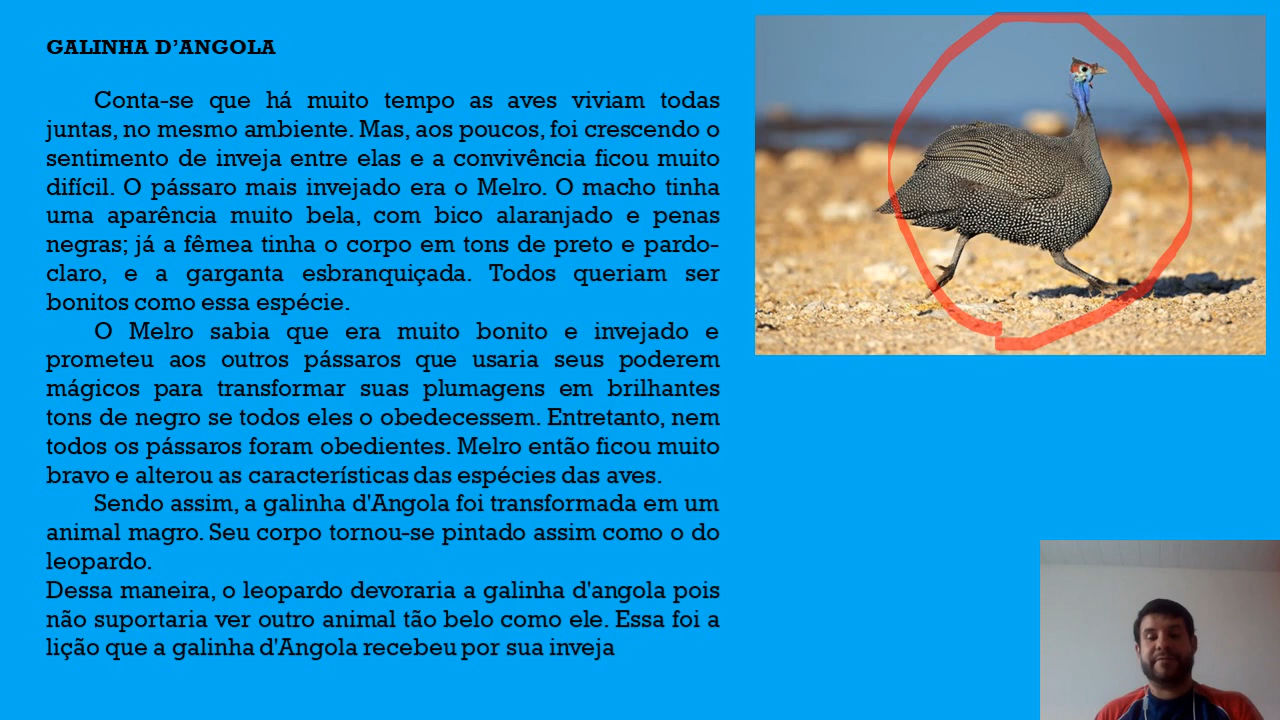 GALINHA D’ANGOLA
Conta-se que há muito tempo as aves viviam todas
juntas, no mesmo ambiente. Mas, aos poucos, foi crescendo o
sentimento de inveja entre elas e a convivência ficou muito
difícil. O pássaro mais invejado era o Melro. O macho tinha
uma aparência muito bela, com bico alaranjado e penas
negras; já a fêmea tinha o corpo em tons de preto e pardo-
claro, e a garganta esbranquiçada. Todos queriam ser
bonitos como essa espécie.
O Melro sabia que era muito bonito e invejado e
prometeu aos outros pássaros que usaria seus poderem
mágicos para transformar suas plumagens em brilhantes
tons de negro se todos eles o obedecessem. Entretanto, nem
todos os pássaros foram obedientes. Melro então ficou muito
bravo e alterou as características das espécies das aves.
Sendo assim, a galinha d'Angola foi transformada em um
animal magro. Seu corpo tornou-se pintado assim como o do
leopardo.
Dessa maneira, o leopardo devoraria a galinha d'angola pois
não suportaria ver outro animal tão belo como ele. Essa foi a
lição que a galinha d'Angola recebeu por sua inveja